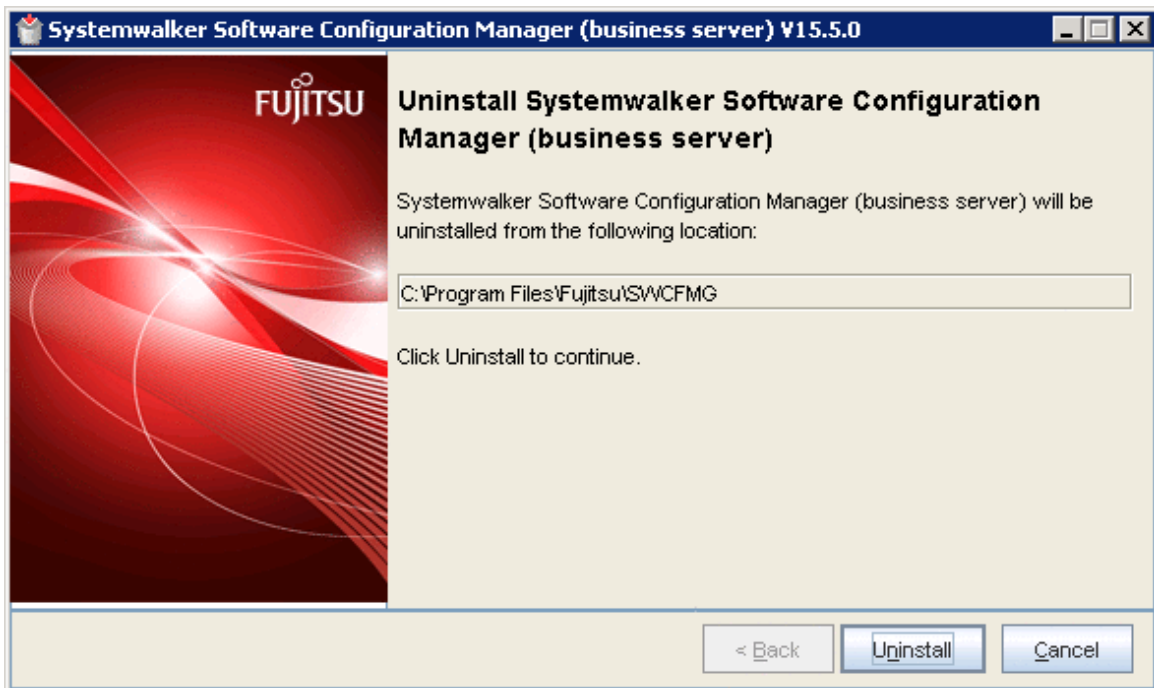 Systemwalker Software Configuration Manager (business server) V15.5.0
FUJITSU
Uninstall Systemwalker Software Configuration
Manager (business server)
Systemwalker Software Configuration Manager (business server) will be
uninstalled from the following location:
C:\Program Files\Fujitsu\SWCFMG
Click Uninstall to continue.
< Back
Uninstall
Cancel